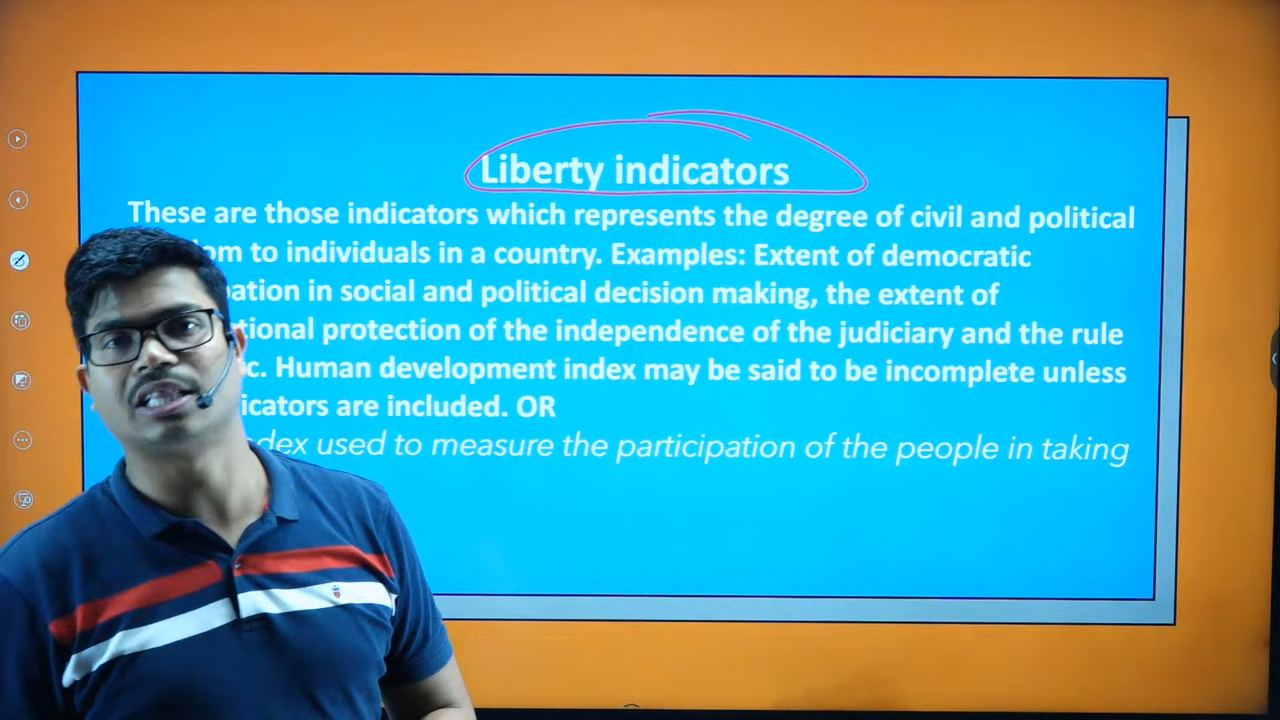 Liberty indicators
These are those indicators which represents the degree of civil and political
to individuals in a country. Examples: Extent of democratic
in social and political decision making, the extent of
protection of the independence of the judiciary and the rule
Human development index may be said to be incomplete unless
are included. OR
used to measure the participation of the people in taking